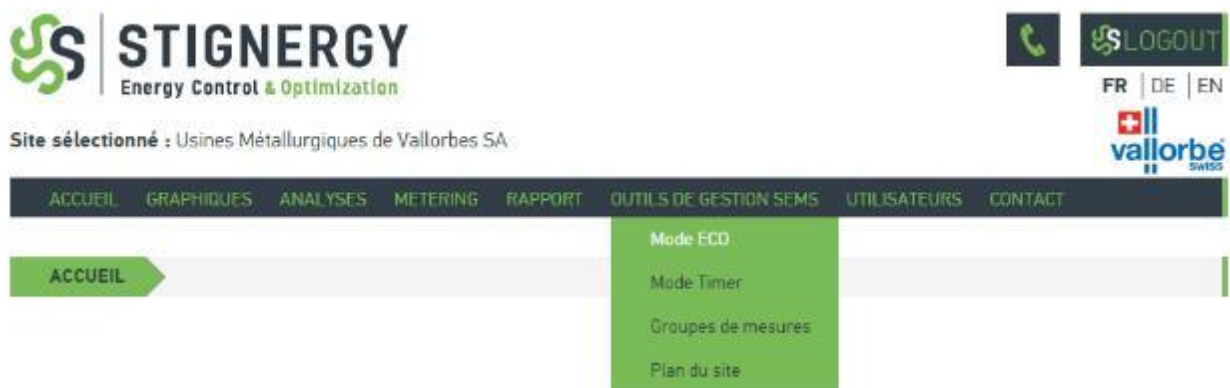 STIGNERGY
Energy Control & Optimization
LOGOUT
FR | DE | EN
Site sélectionné : Usines Métallurgiques de Vallorbes SA
vallorbe
SWISS
ACCUEIL GRAPHIQUES ANALYSES METERING RAPPORT OUTILS DE GESTION SEMS UTILISATEURS CONTACT
Mode ECO
ACCUEIL
Mode Timer
Groupes de mesures
Plan du site